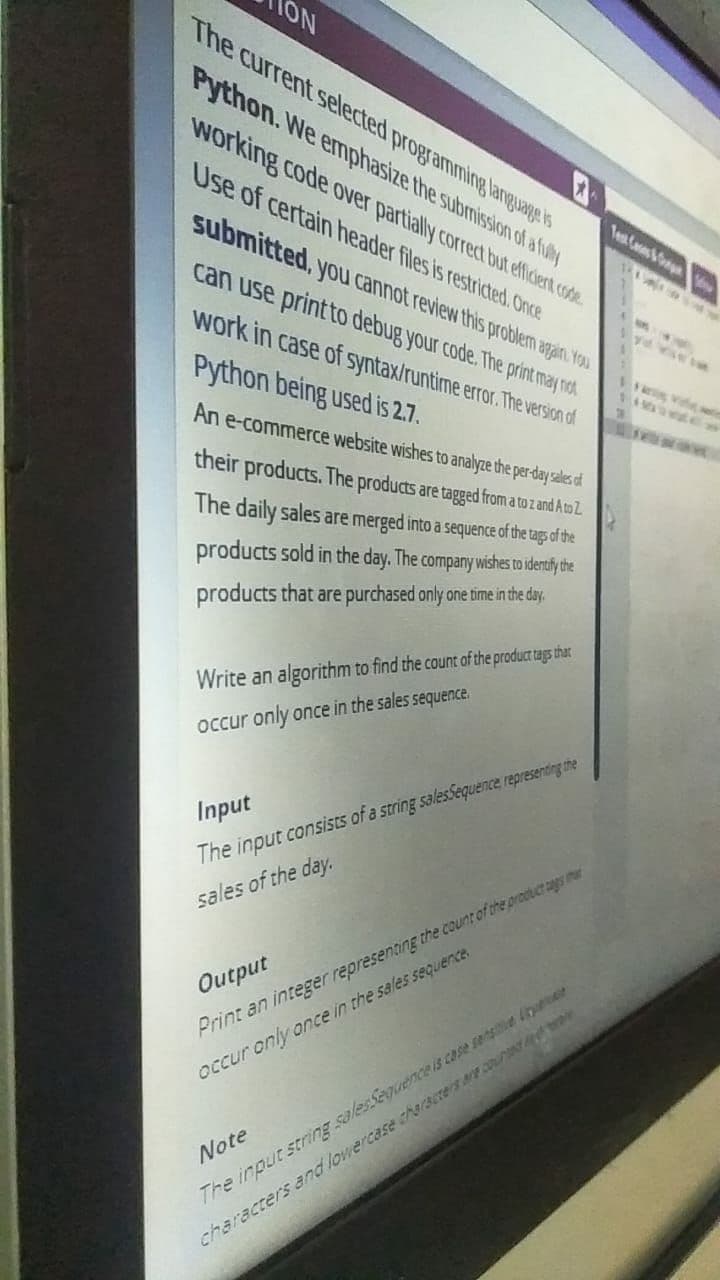 TION
The current selected programming language is
Python. We emphasize the submission of a fully
working code over partially correct but efficient code.
Use of certain header files is restricted. Once
submitted, you cannot review this problem again. You
can use print to debug your code. The print may not
work in case of syntax/runtime error. The version of
Python being used is 2.7.
An e-commerce website wishes to analyze the per-day sales of
their products. The products are tagged from a to z and A to Z.
The daily sales are merged into a sequence of the tags of the
products sold in the day. The company wishes to identify the
products that are purchased only one time in the day.
Write an algorithm to find the count of the product tags that
occur only once in the sales sequence.
Input
The input consists of a string salesSequence, representing the
sales of the day.
Output
Print an integer representing the count of the product tags that
occur only once in the sales sequence.
Note
The input string salesSequence is case sensitive. Uppercase
characters and lowercase characters are counted as different.
Test Cases & Output